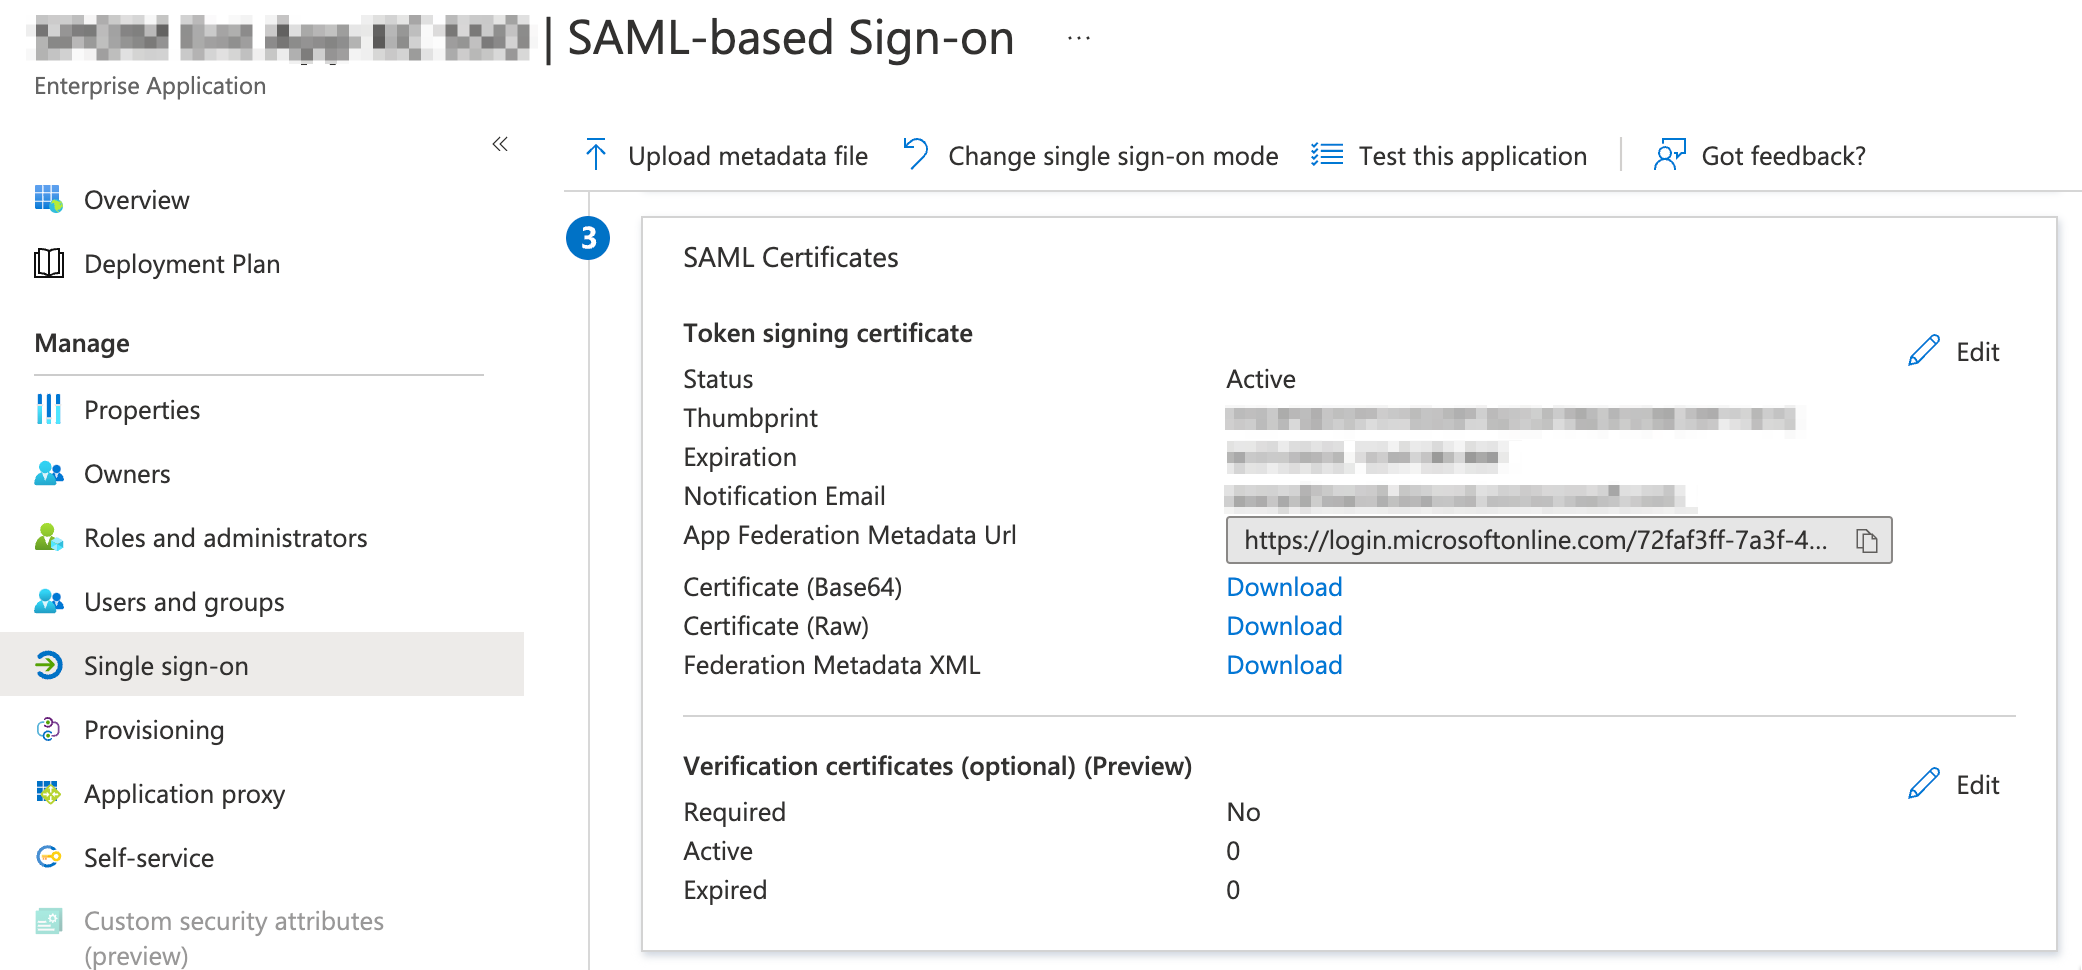 | SAML-based Sign-on ...
Enterprise Application
«
Upload metadata file
Change single sign-on mode
Test this application
Got feedback?
Overview
Deployment Plan
Manage
Properties
Owners
Roles and administrators
Users and groups
Single sign-on
Provisioning
Application proxy
Self-service
Custom security attributes
(preview)
3
SAML Certificates
Token signing certificate
Edit
Status Active
Thumbprint
Expiration
Notification Email
App Federation Metadata Url https://login.microsoftonline.com/72faf3ff-7a3f-4...
Certificate (Base64) Download
Certificate (Raw) Download
Federation Metadata XML Download
Verification certificates (optional) (Preview)
Edit
Required No
Active 0
Expired 0